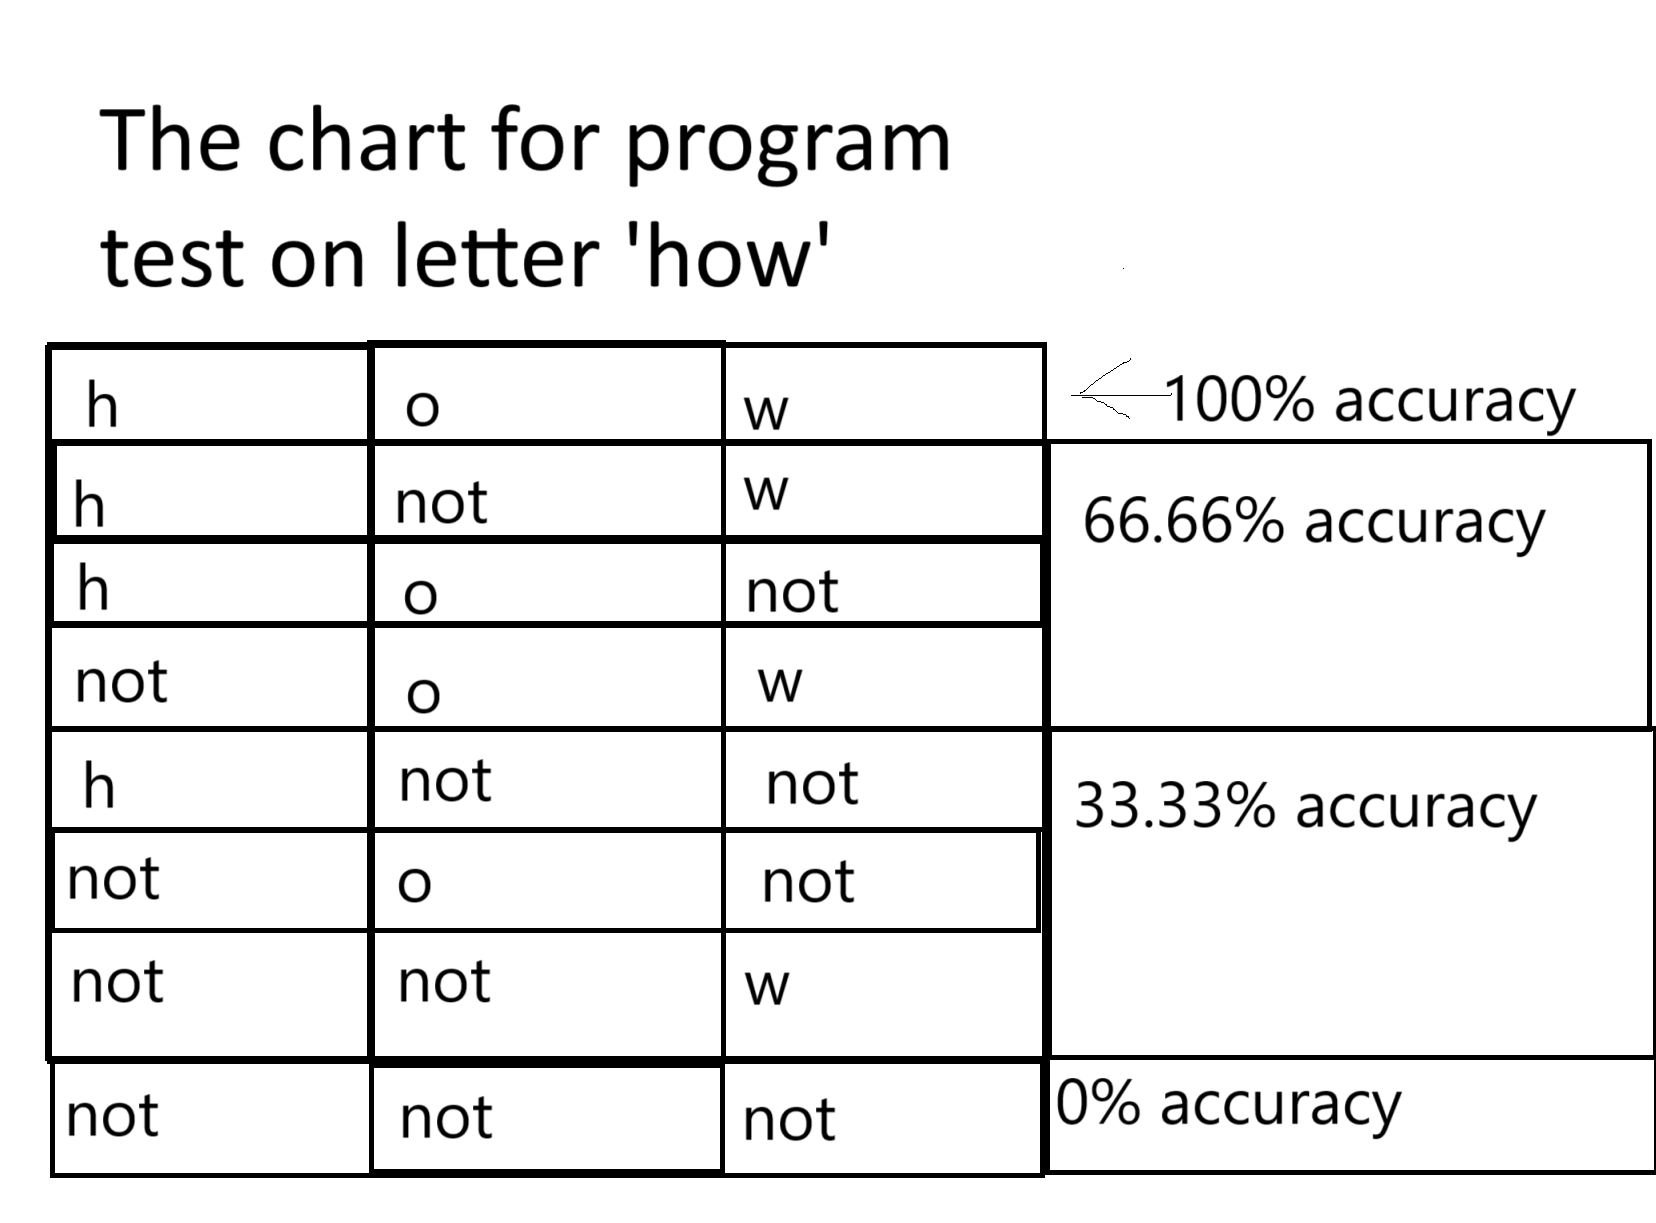 The chart for program
test on letter 'how'
h o w 100% accuracy
h not w 66.66% accuracy
h o not
not o w
h not not 33.33% accuracy
not o not
not not w
not not not 0% accuracy